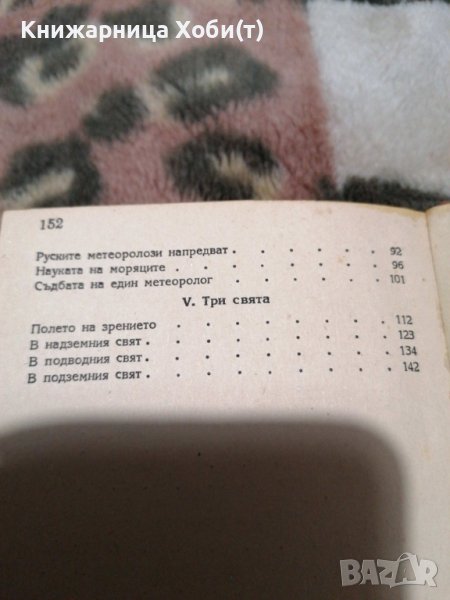 Книжарница Хоби(т)
152
Руските метеоролози напредват . . . . . . 92
Науката на моряците . . . . . . . . 96
Съдбата на един метеоролог . . . . . . 101
V. Три свята
Полето на зрението . . . . . . . . 112
В надземния свят . . . . . . . . . 123
В подводния свят . . . . . . . . . 134
В подземния свят . . . . . . . . . 142
BAZAR